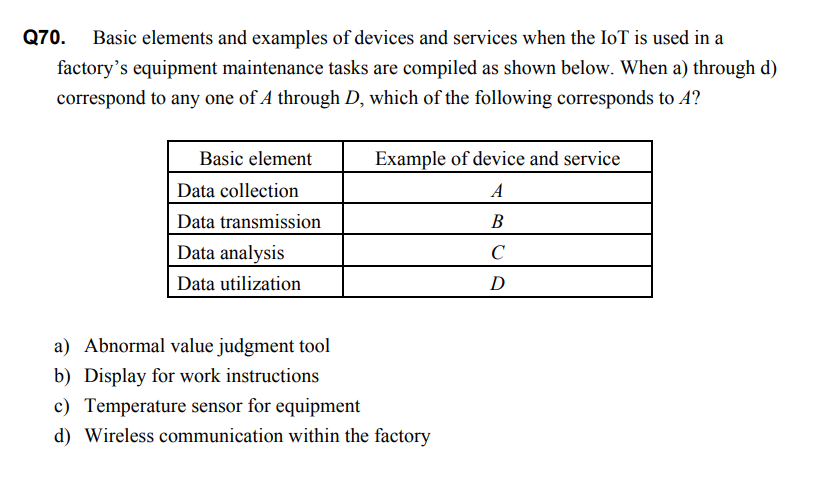 Q70. Basic elements and examples of devices and services when the IoT is used in a
factory’s equipment maintenance tasks are compiled as shown below. When a) through d)
correspond to any one of A through D, which of the following corresponds to A?
Basic element Example of device and service
Data collection A
Data transmission B
Data analysis C
Data utilization D
a) Abnormal value judgment tool
b) Display for work instructions
c) Temperature sensor for equipment
d) Wireless communication within the factory